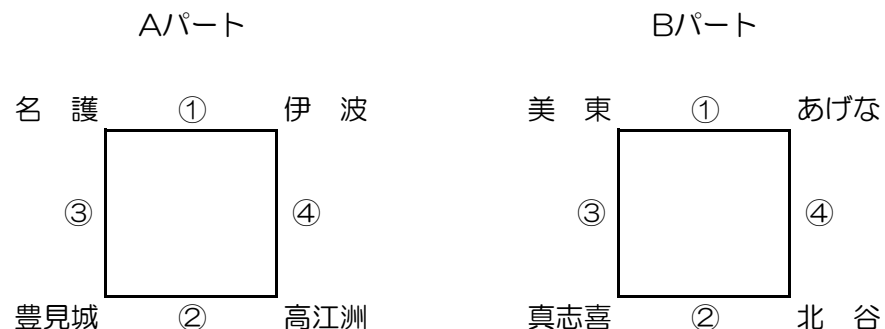 Aパート Bパート
名　護 ① 伊　波 美　東 ① あげな
③ ④ ③ ④
豊見城 ② 高江洲 真志喜 ② 北　谷